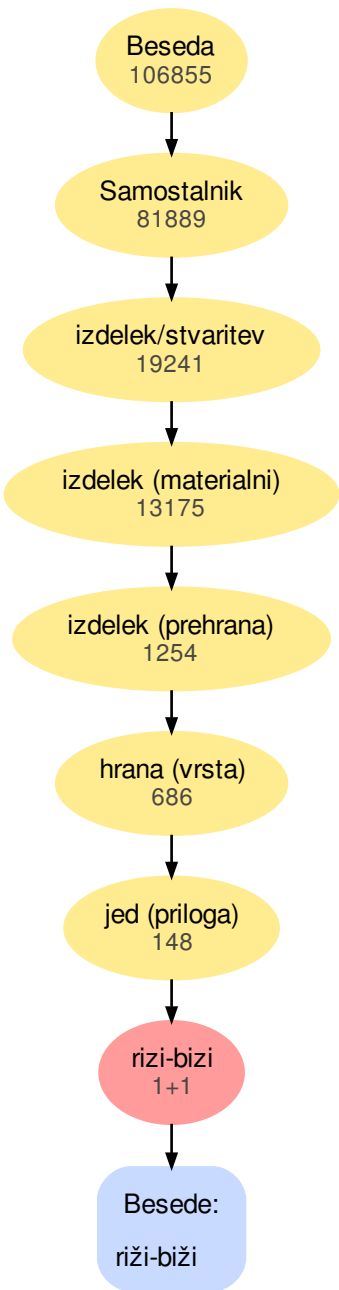 Beseda
106855
Samostalnik
81889
izdelek/stvaritev
19241
izdelek (materialni)
13175
izdelek (prehrana)
1254
hrana (vrsta)
686
jed (priloga)
148
rizi-bizi
1+1
Besede:
riži-biži